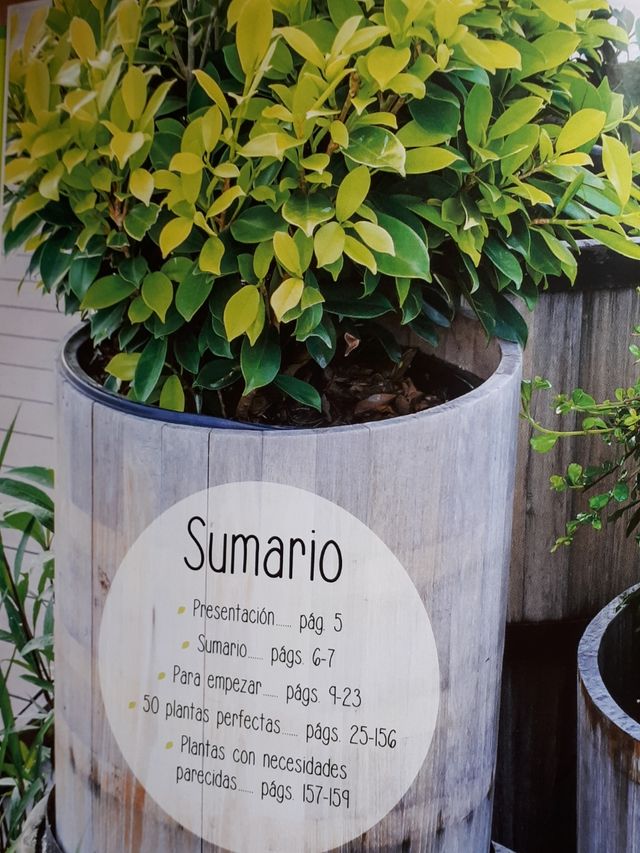 Sumario
Presentación....... pág. 5
Sumario...... págs. 6-7
Para empezar....... págs. 9-23
50 plantas perfectas....... págs. 25-156
Plantas con necesidades
parecidas....... págs. 157-159